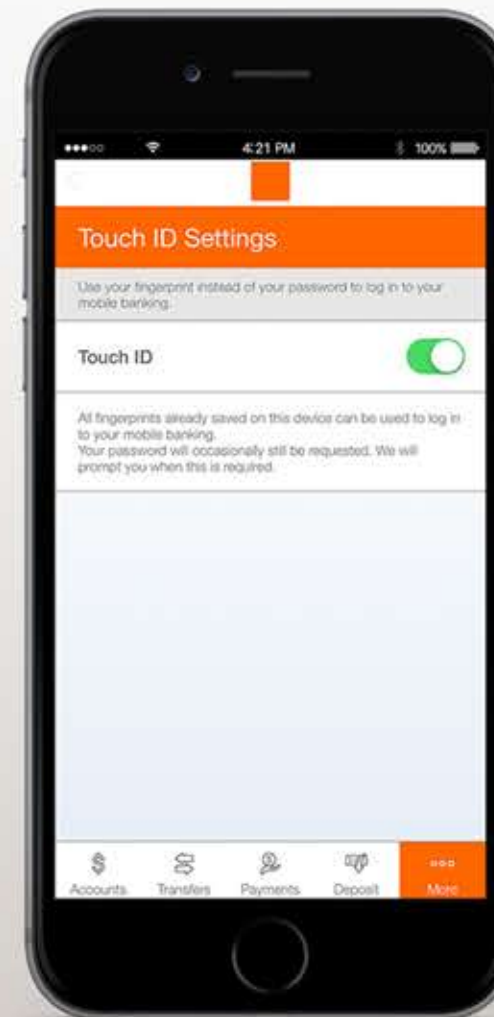 4:21 PM
100%
Touch ID Settings
Use your fingerprint instead of your password to log in to your
mobile banking.
Touch ID
All fingerprints already saved on this device can be used to log in
to your mobile banking.
Your password will occasionally still be requested. We will
prompt you when this is required.
Accounts Transfers Payments Deposit More